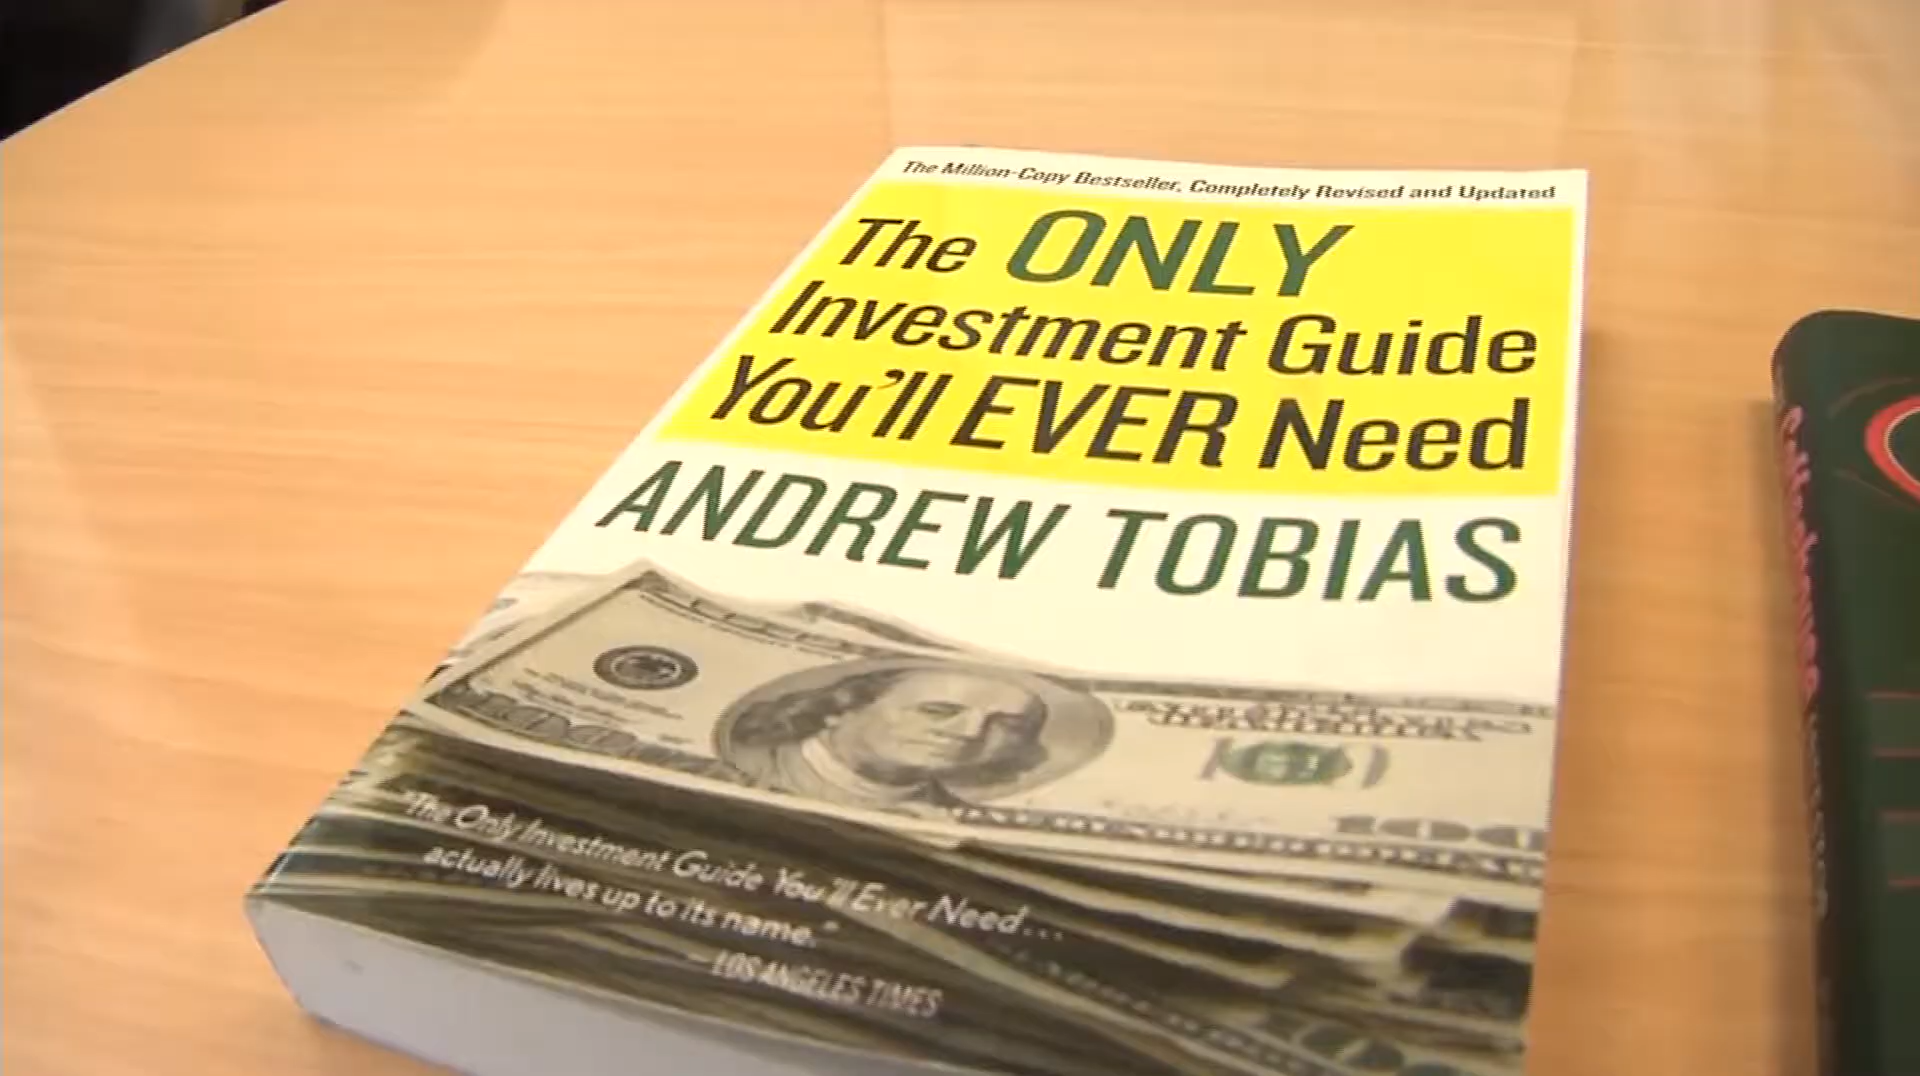 The Million-Copy Bestseller, Completely Revised and Updated
The ONLY
Investment Guide
You'll EVER Need
ANDREW TOBIAS
100
"The Only Investment Guide You'll Ever Need...
actually lives up to its name."
—LOS ANGELES TIMES